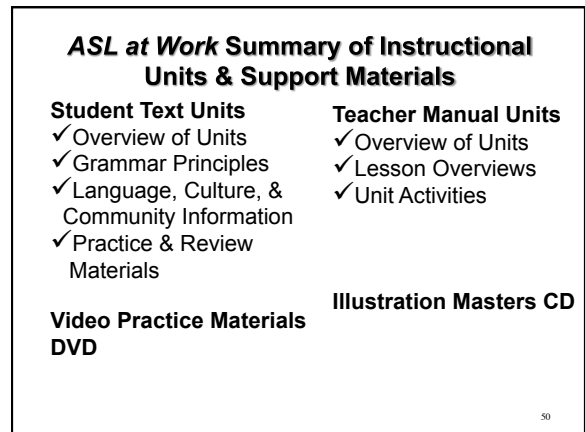 ASL at Work Summary of Instructional
Units & Support Materials
Student Text Units
✓Overview of Units
✓Grammar Principles
✓Language, Culture, &
Community Information
✓Practice & Review
Materials
Video Practice Materials
DVD
Teacher Manual Units
✓Overview of Units
✓Lesson Overviews
✓Unit Activities
Illustration Masters CD
50